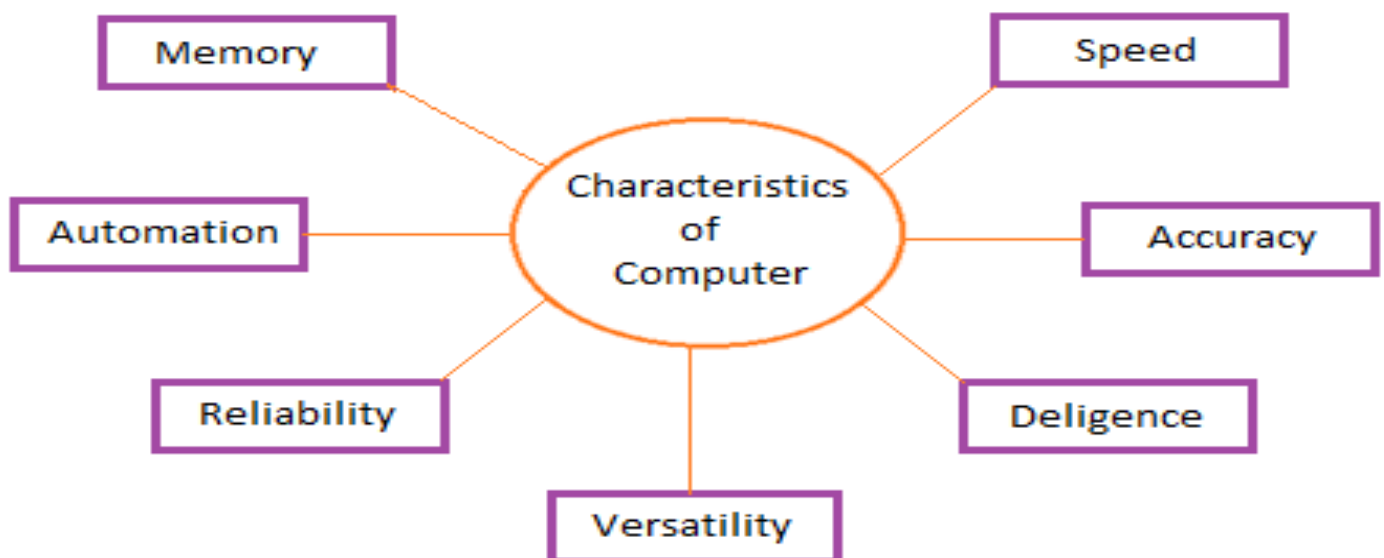 Memory
Speed
Characteristics
of
Computer
Automation
Accuracy
Reliability
Deligence
Versatility